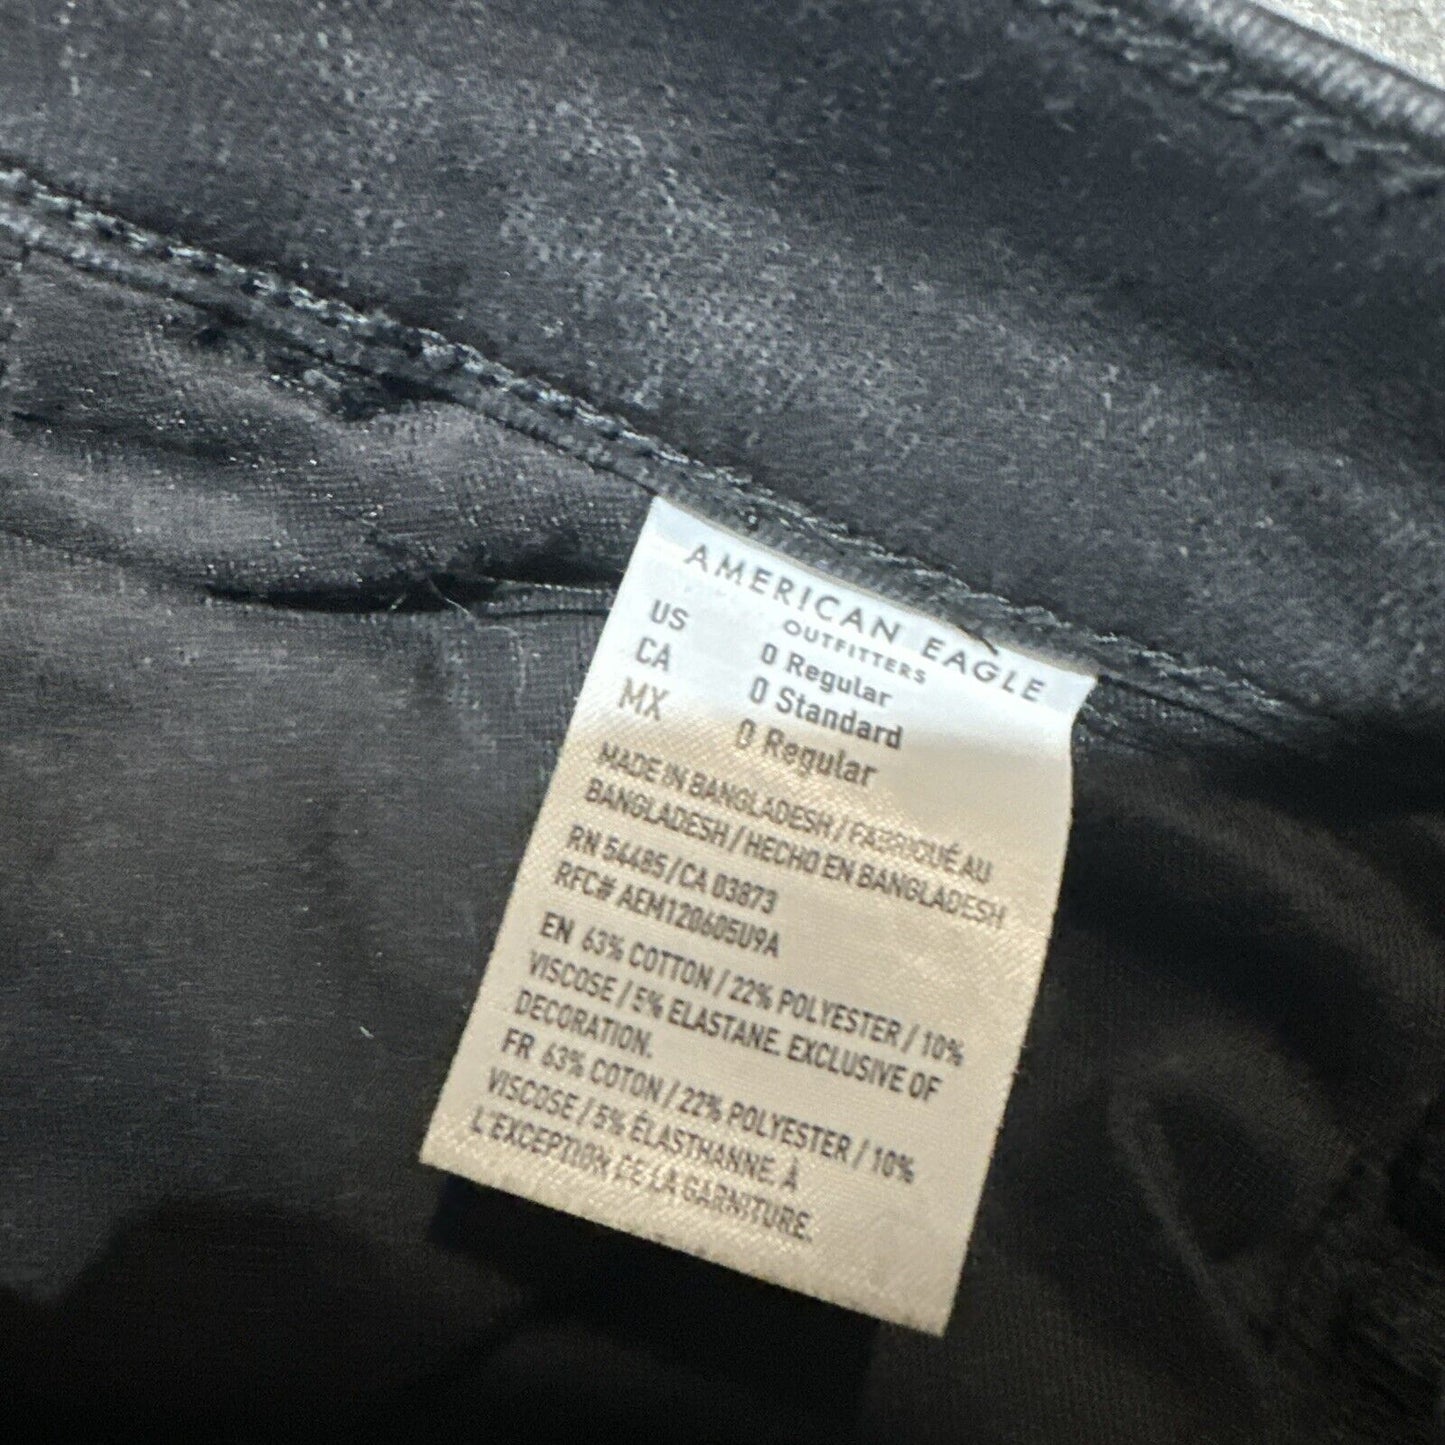 AMERICAN EAGLE
OUTFITTERS
US 0 Regular
CA 0 Standard
MX 0 Regular
MADE IN BANGLADESH / FABRIQUÉ AU
BANGLADESH / HECHO EN BANGLADESH
RN 54485 / CA 03873
RFC# AEM120605U9A
EN 63% COTTON / 22% POLYESTER / 10%
VISCOSE / 5% ELASTANE. EXCLUSIVE OF
DECORATION.
FR 63% COTON / 22% POLYESTER / 10%
VISCOSE / 5% ÉLASTHANNE. À
L'EXCEPTION DE LA GARNITURE.